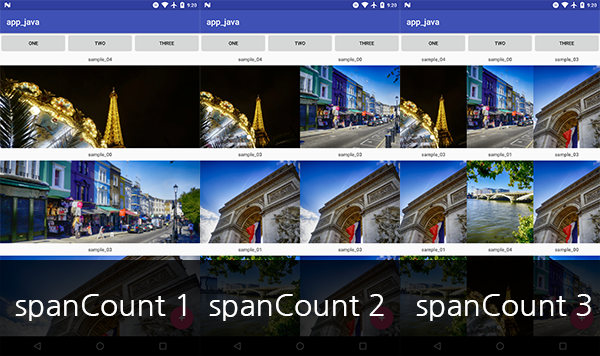 9:20
app_java
ONE TWO THREE
sample_04
sample_00
sample_03
spanCount 1
9:20
app_java
ONE TWO THREE
sample_04 sample_00
sample_03 sample_03
sample_01 sample_01
spanCount 2
9:20
app_java
ONE TWO THREE
sample_04 sample_00 sample_03
sample_03 sample_01 sample_03
sample_01 sample_04 sample_00
spanCount 3